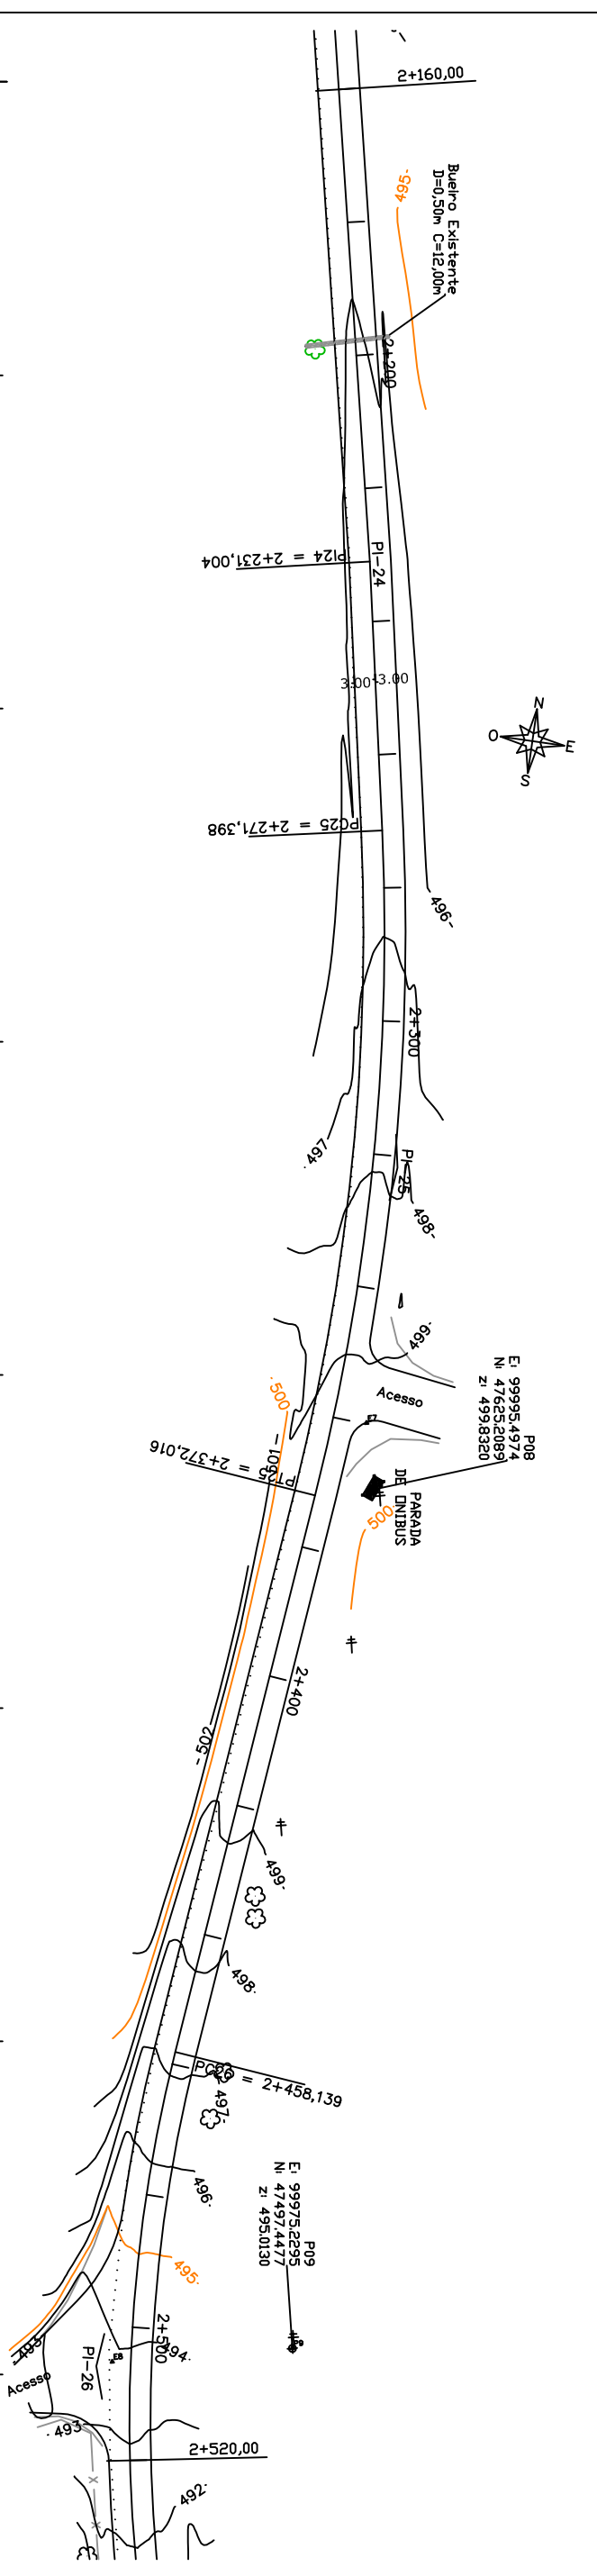 2+160,00
495
Bueiro Existente
D=0,50m C=12,00m
2+200
PI24 = 2+231,004
PI-24
3.00 3.00
N
O
E
S
PC25 = 2+271,398
496
2+300
497
PI-25
498
499
Acesso
500
501
PT25 = 2+372,016
P08
E: 99995.4974
N: 47625.2089
z: 499.8320
PARADA
DE ONIBUS
500
2+400
502
499
498
PC26 = 2+458,139
497
496
P09
E: 99975.2295
N: 47497.4477
z: 495.0130
495
2+500
494
E8
PI-26
493
Acesso
493
2+520,00
492
X
X